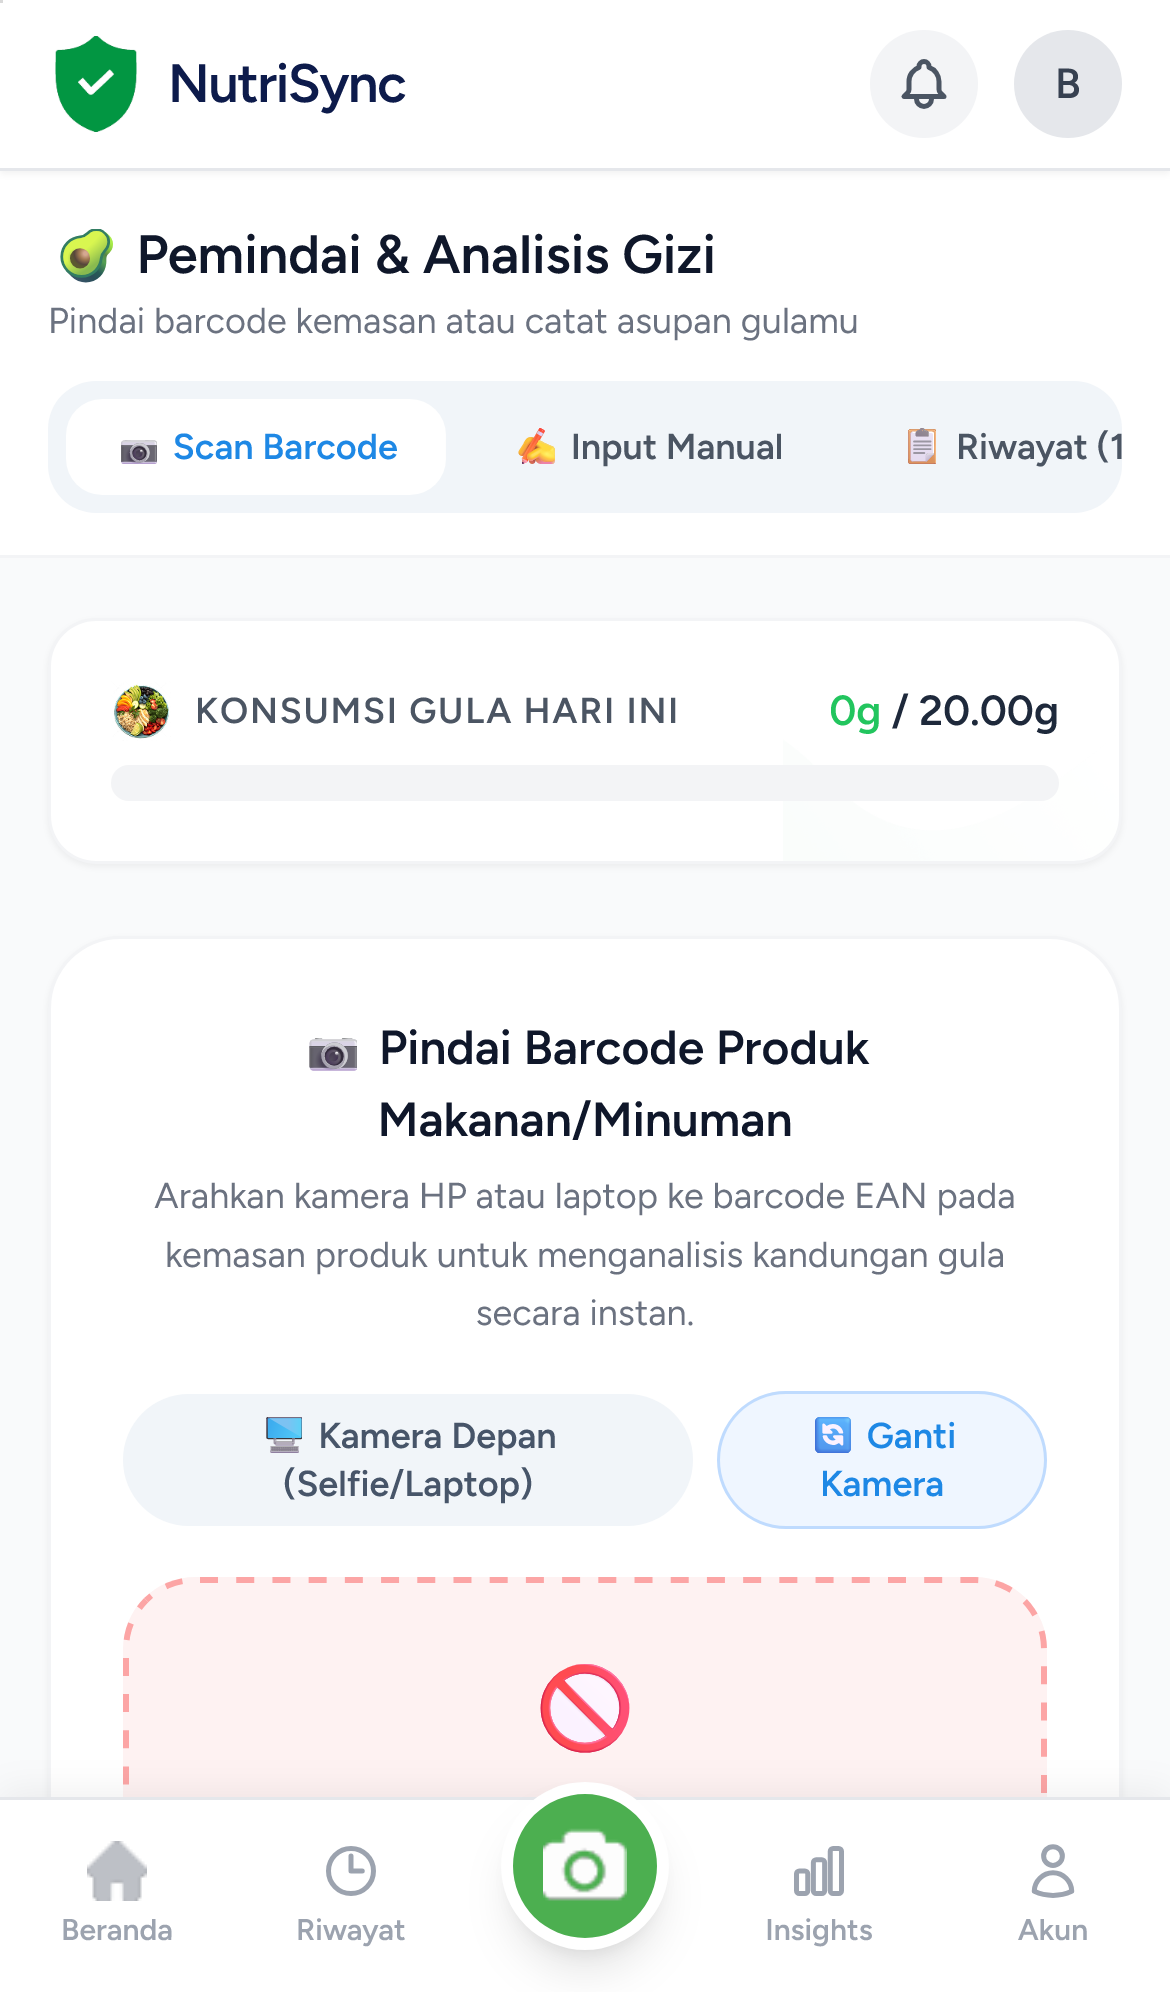 NutriSync
B
Pemindai & Analisis Gizi
Pindai barcode kemasan atau catat asupan gulamu
Scan Barcode
Input Manual
Riwayat (1
KONSUMSI GULA HARI INI
0g / 20.00g
Pindai Barcode Produk
Makanan/Minuman
Arahkan kamera HP atau laptop ke barcode EAN pada
kemasan produk untuk menganalisis kandungan gula
secara instan.
Kamera Depan
(Selfie/Laptop)
Ganti
Kamera
Beranda
Riwayat
Insights
Akun